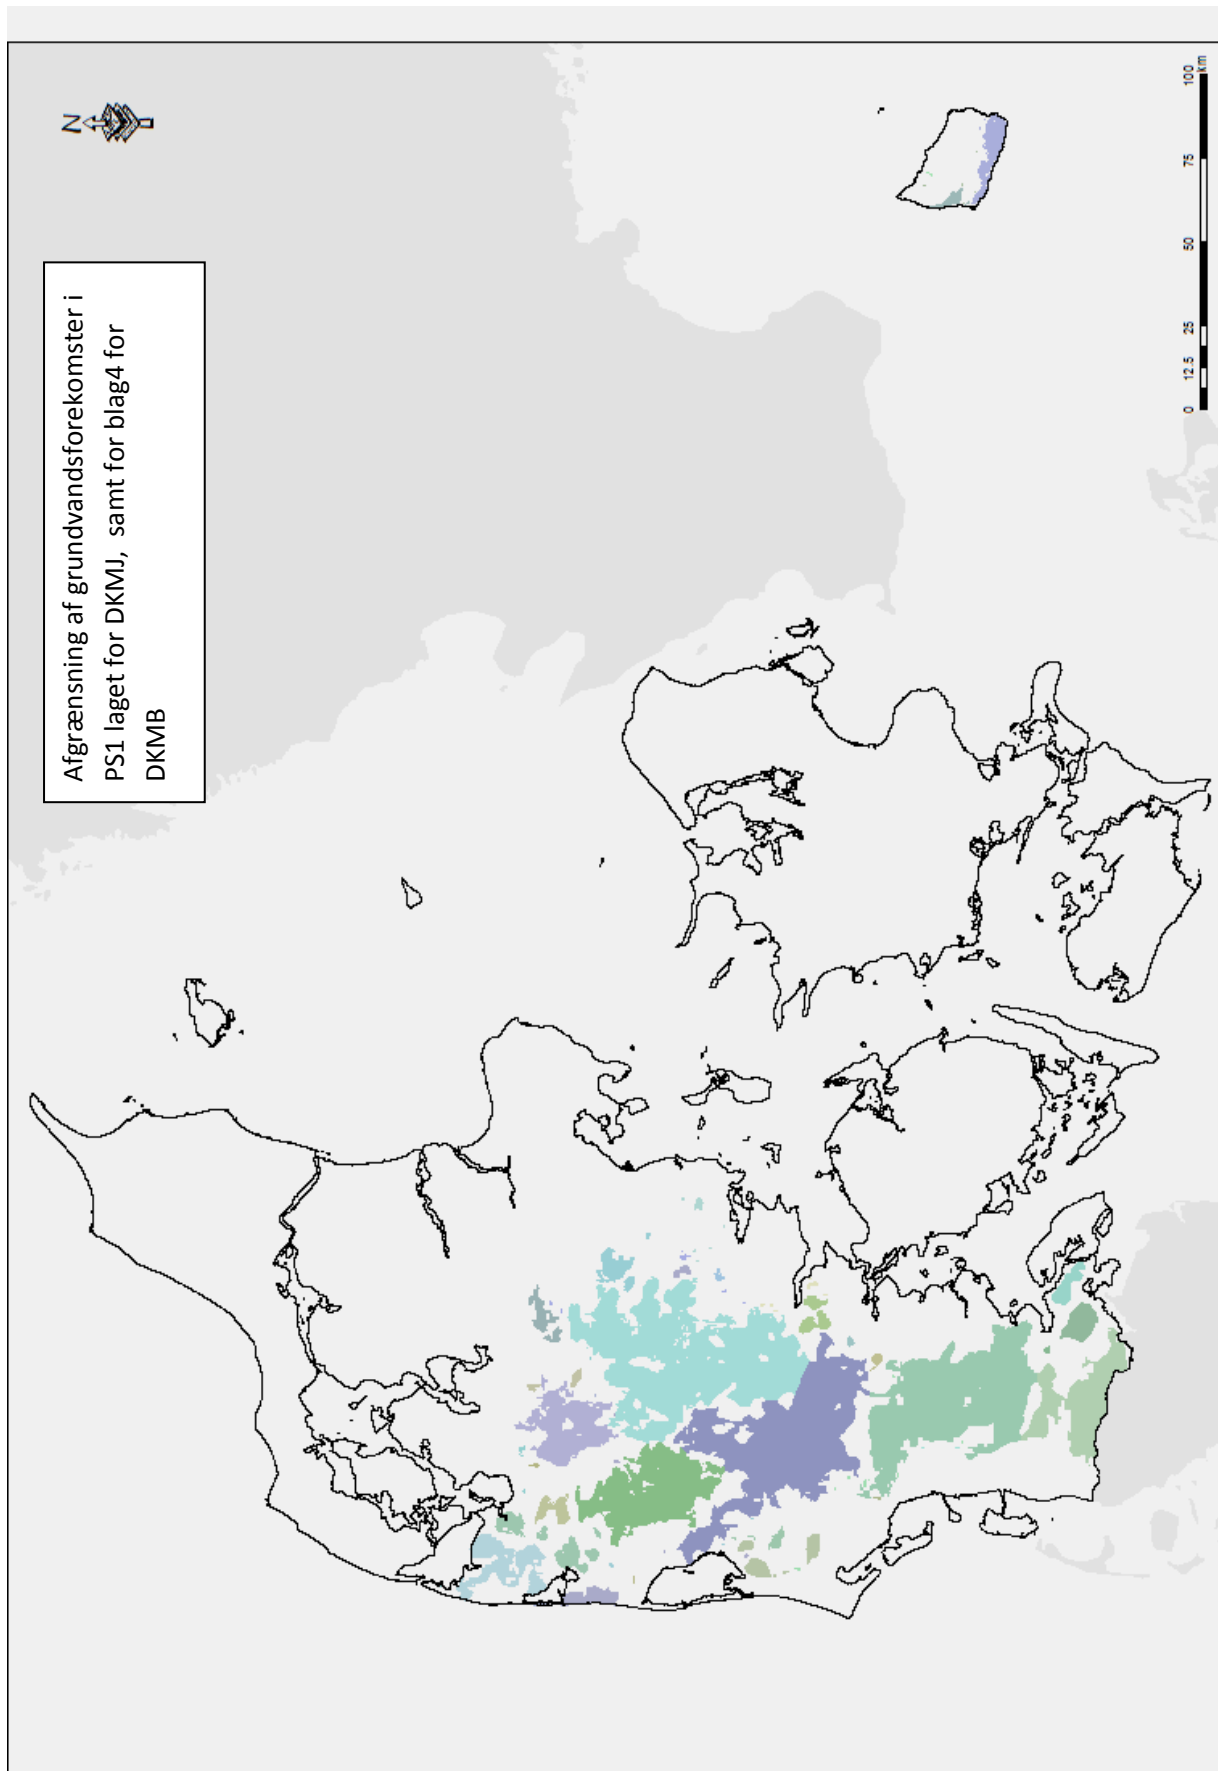 N
Afgrænsning af grundvandsforekomster i
PS1 laget for DKMJ, samt for blag4 for
DKMB
0 12.5 25 50 75 100
km